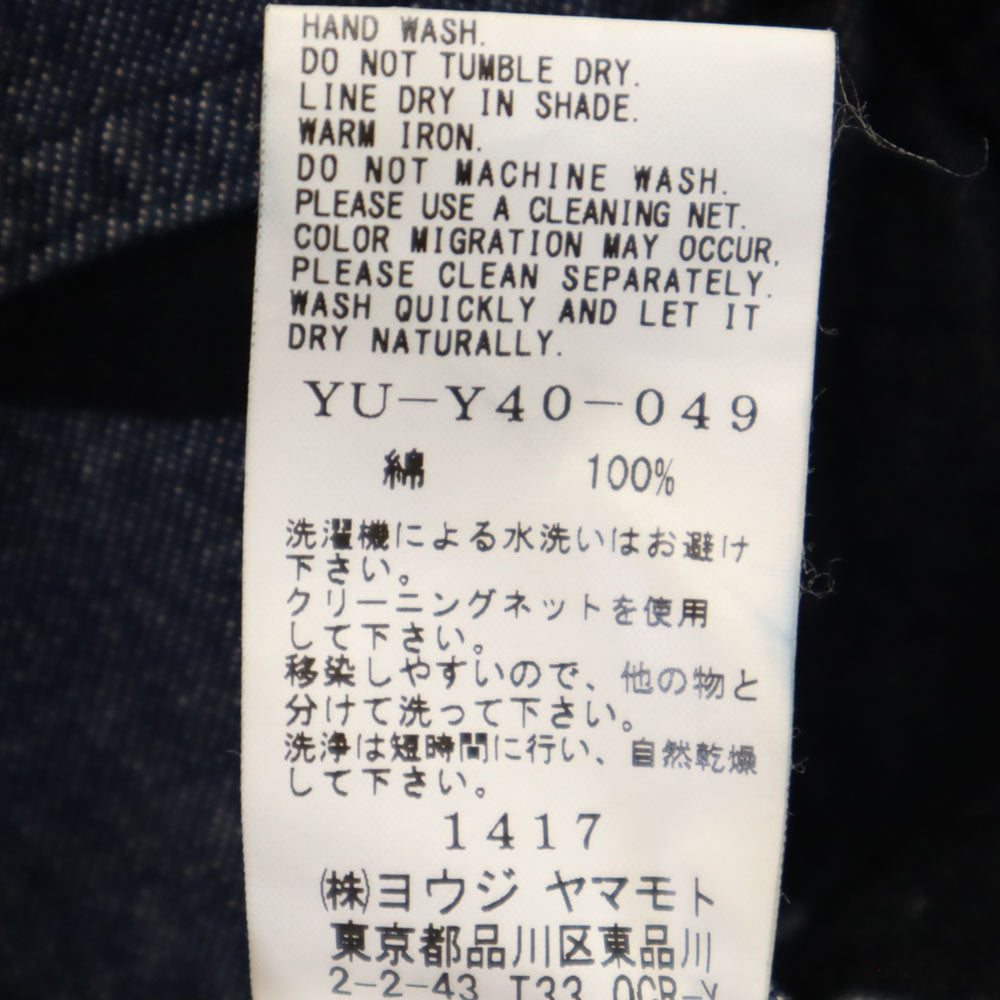 HAND WASH.
DO NOT TUMBLE DRY.
LINE DRY IN SHADE.
WARM IRON.
DO NOT MACHINE WASH.
PLEASE USE A CLEANING NET.
COLOR MIGRATION MAY OCCUR,
PLEASE CLEAN SEPARATELY.
WASH QUICKLY AND LET IT
DRY NATURALLY.
YU-Y40-049
綿 100%
洗濯機による水洗いはお避け
下さい。
クリーニングネットを使用
して下さい。
移染しやすいので、他の物と
分けて洗って下さい。
洗浄は短時間に行い、自然乾燥
して下さい。
1417
㈱ヨウジ ヤマモト
東京都品川区東品川
2-2-43 T33 OCR-Y